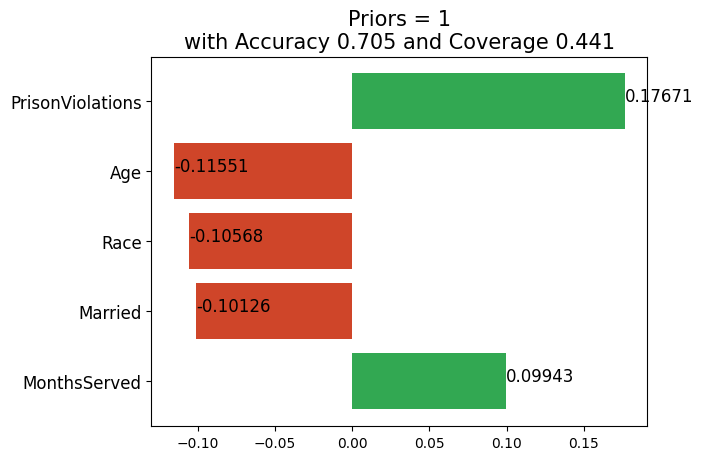 Priors = 1
with Accuracy 0.705 and Coverage 0.441
PrisonViolations
0.17671
Age
-0.11551
Race
-0.10568
Married
-0.10126
MonthsServed
0.09943
−0.10 −0.05 0.00 0.05 0.10 0.15